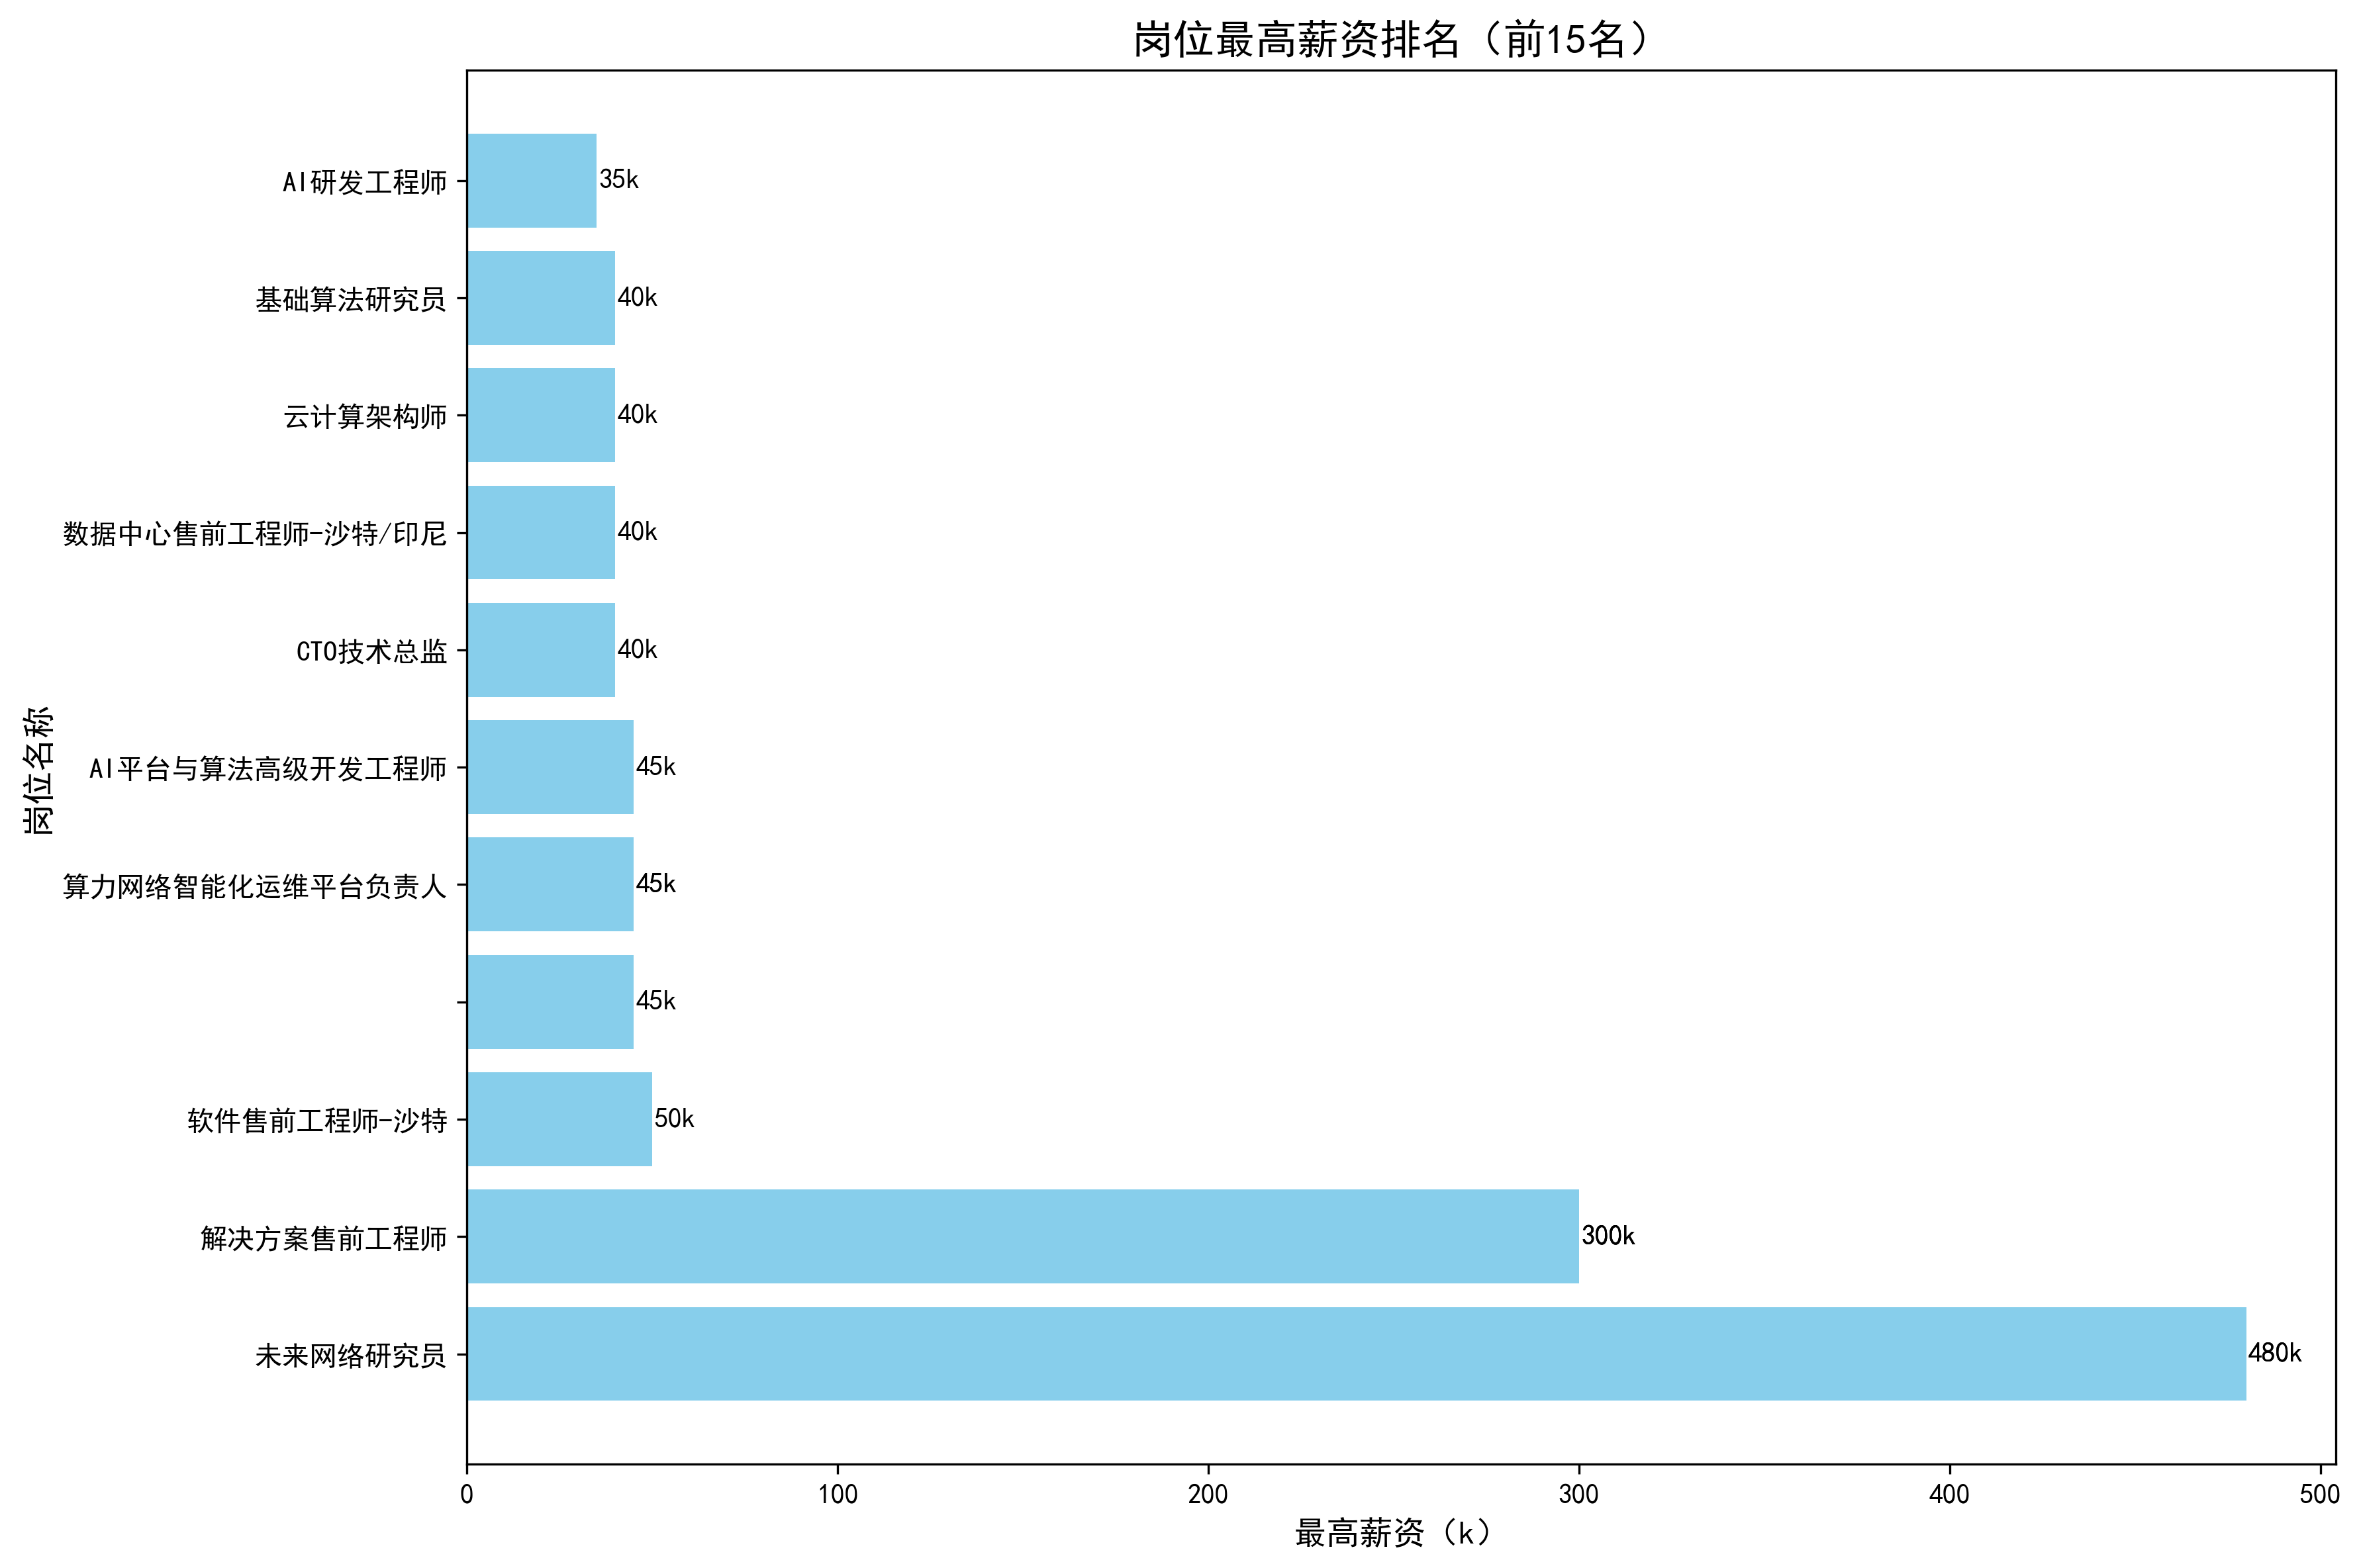 岗位最高薪资排名（前15名）
岗位名称
AI研发工程师 35k
基础算法研究员 40k
云计算架构师 40k
数据中心售前工程师-沙特/印尼 40k
CTO技术总监 40k
AI平台与算法高级开发工程师 45k
算力网络智能化运维平台负责人 45k
45k
软件售前工程师-沙特 50k
解决方案售前工程师 300k
未来网络研究员 480k
0 100 200 300 400 500
最高薪资（k）